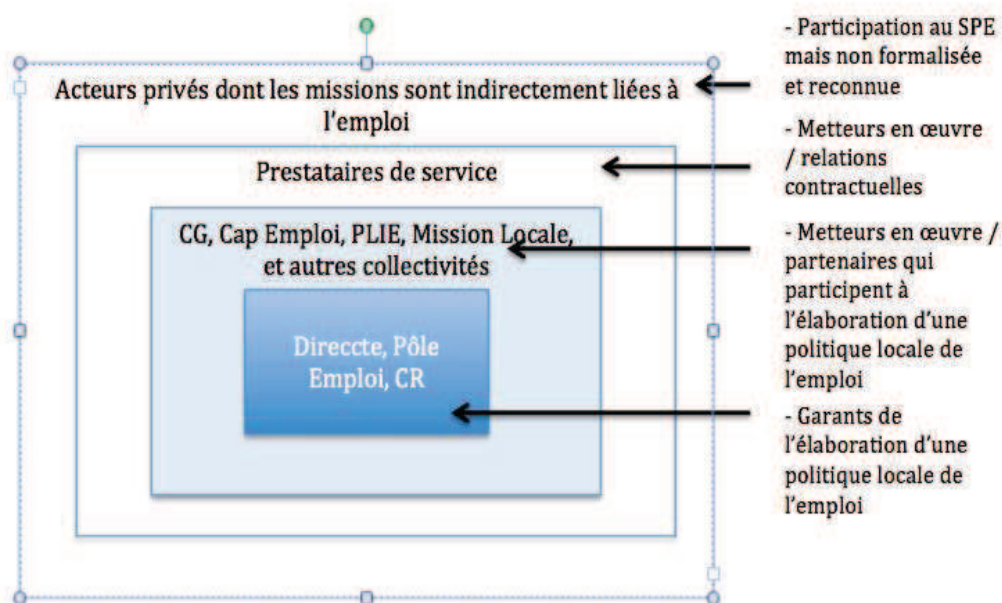 Acteurs privés dont les missions sont indirectement liées à
l'emploi
Prestataires de service
CG, Cap Emploi, PLIE, Mission Locale,
et autres collectivités
Direccte, Pôle
Emploi, CR
- Participation au SPE
mais non formalisée
et reconnue
- Metteurs en œuvre
/ relations
contractuelles
- Metteurs en œuvre /
partenaires qui
participent à
l'élaboration d'une
politique locale de
l'emploi
- Garants de
l'élaboration d'une
politique locale de
l'emploi